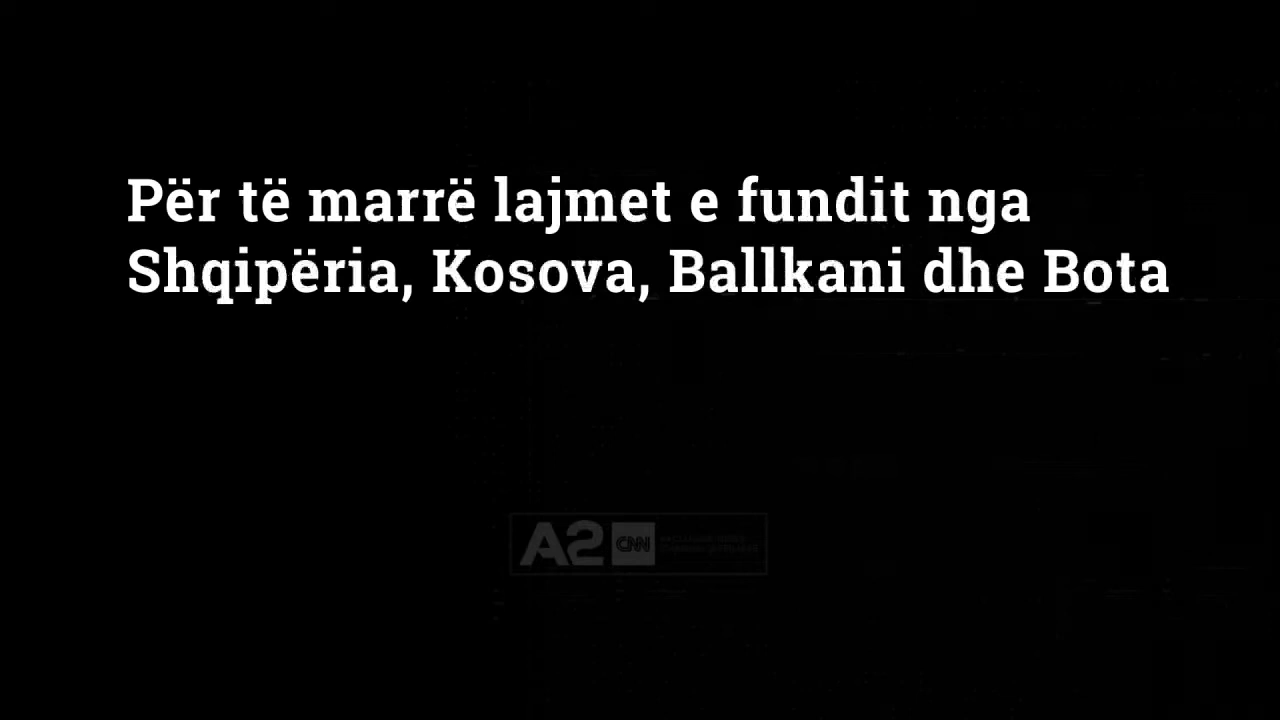 Për të marrë lajmet e fundit nga
Shqipëria, Kosova, Ballkani dhe Bota
A2 CNN